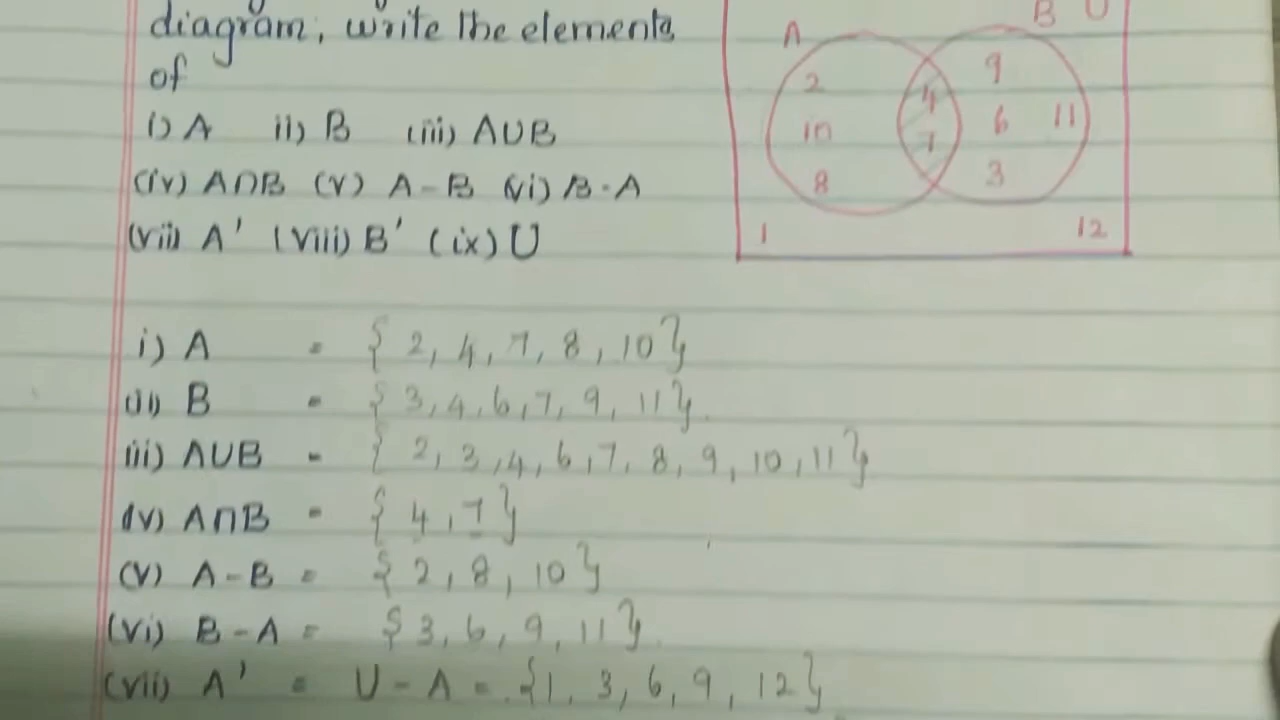 diagram, write the elements
of
i) A ii) B (iii) A∪B
(iv) A∩B (v) A-B (vi) B-A
(vii) A' (viii) B' (ix) U
A B U
2 4 9
10 7 6 11
8 3
1 12
i) A = { 2, 4, 7, 8, 10 }
(ii) B = { 3, 4, 6, 7, 9, 11 }.
iii) A∪B = { 2, 3, 4, 6, 7, 8, 9, 10, 11 }
(iv) A∩B = { 4, 7 }
(v) A-B = { 2, 8, 10 }
(vi) B-A = { 3, 6, 9, 11 }.
(vii) A' = U-A = {1, 3, 6, 9, 12 }